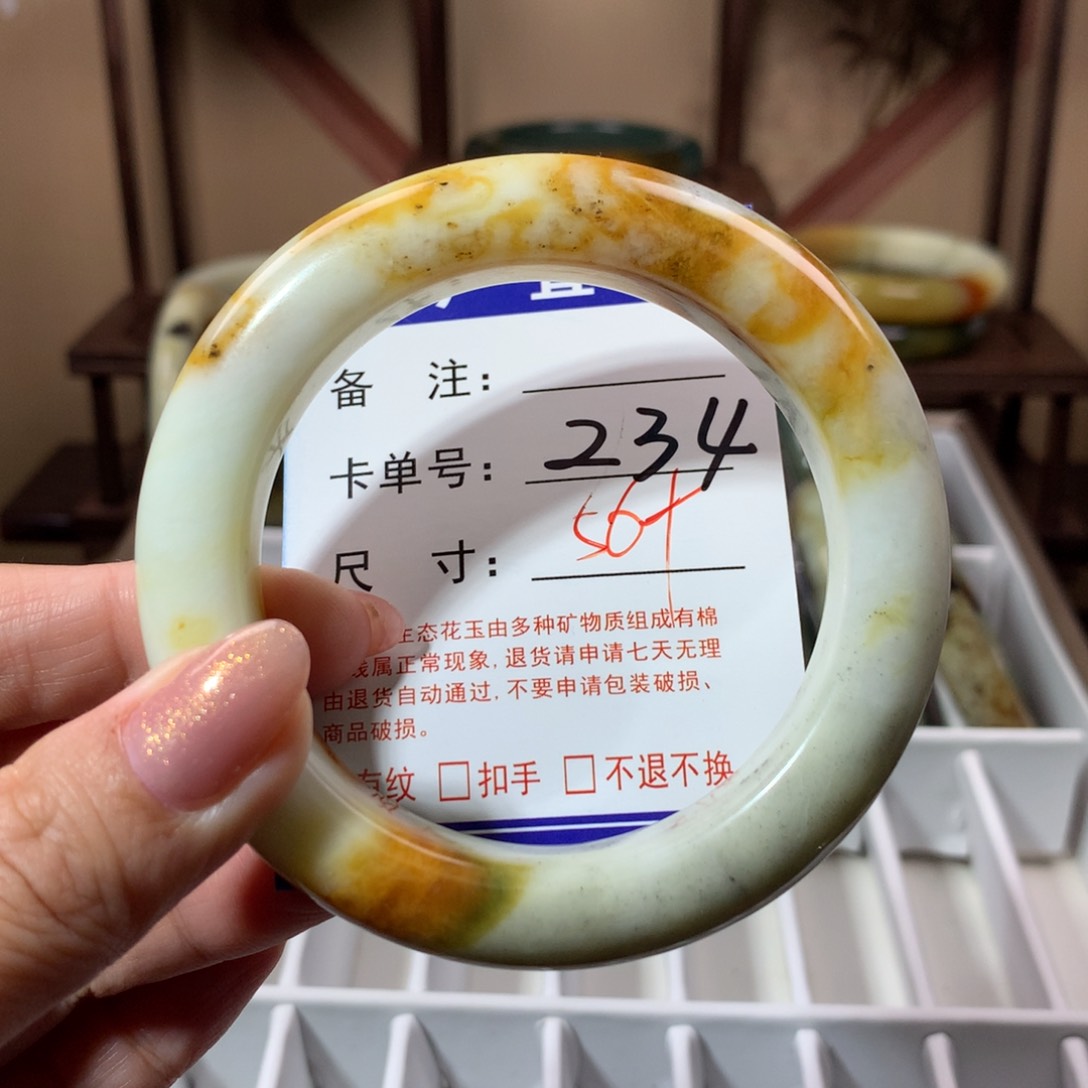 备 注：
卡单号： 234
56+
尺 寸：
生态花玉由多种矿物质组成有棉
线属正常现象，退货请申请七天无理
由退货自动通过，不要申请包装破损、
商品破损。
有纹 □扣手 □不退不换